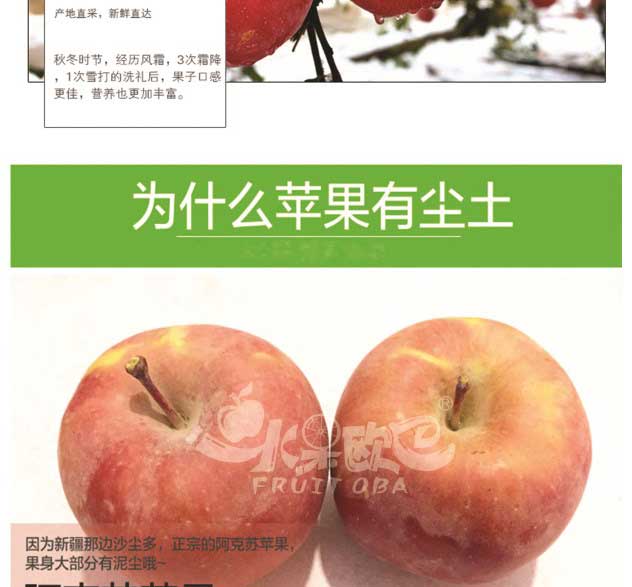 产地直采，新鲜直达
秋冬时节，经历风霜，3次霜降
，1次雪打的洗礼后，果子口感
更佳，营养也更加丰富。
为什么苹果有尘土
水果欧巴®
FRUIT OBA
因为新疆那边沙尘多，正宗的阿克苏苹果，
果身大部分有泥尘哦~